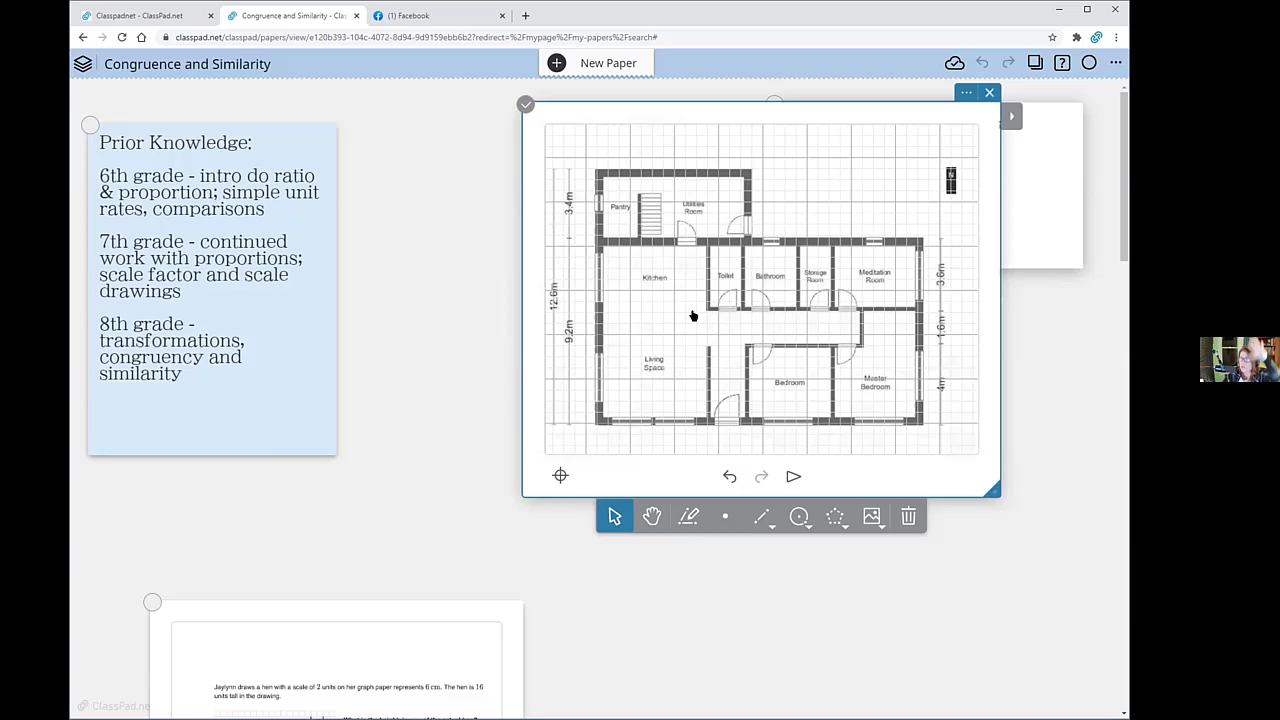 Classpadnet - ClassPad.net
Congruence and Similarity - Clas
(1) Facebook
classpad.net/classpad/papers/view/e120b393-104c-4072-8d94-9d9159ebb6b2?redirect=%2Fmypage%2Fmy-papers%2Fsearch#
Congruence and Similarity
New Paper
Prior Knowledge:
6th grade - intro do ratio
& proportion; simple unit
rates, comparisons
7th grade - continued
work with proportions;
scale factor and scale
drawings
8th grade -
transformations,
congruency and
similarity
3.4m
Pantry
Utilities
Room
12.6m
9.2m
Kitchen
Toilet
Bathroom
Storage
Room
Meditation
Room
3.6m
1.6m
Living
Space
Bedroom
Master
Bedroom
4m
Jaylynn draws a hen with a scale of 2 units on her graph paper represents 6 cm. The hen is 16
units tall in the drawing.
ClassPad.ne